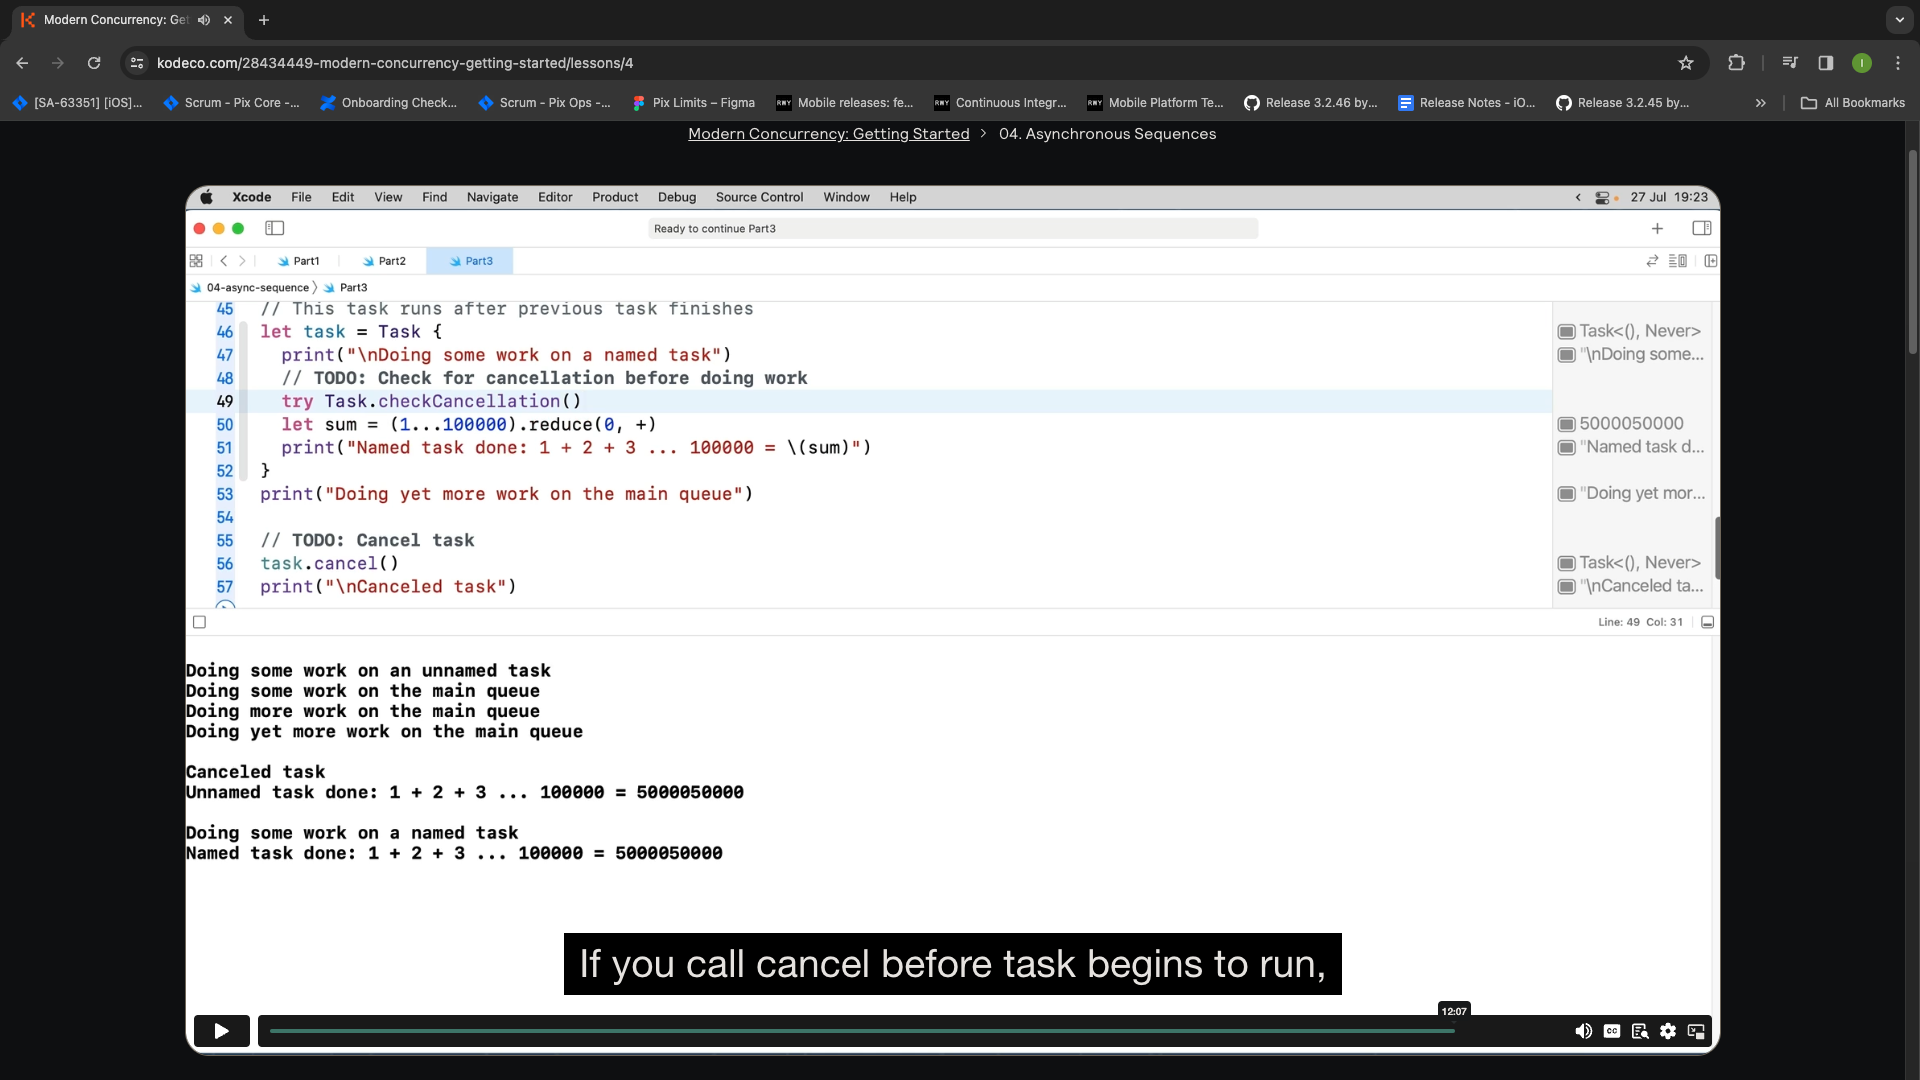 Modern Concurrency: Get
kodeco.com/28434449-modern-concurrency-getting-started/lessons/4
I
[SA-63351] [iOS]...
Scrum - Pix Core -...
Onboarding Check...
Scrum - Pix Ops -...
Pix Limits – Figma
RWY Mobile releases: fe...
RWY Continuous Integr...
RWY Mobile Platform Te...
Release 3.2.46 by...
Release Notes - iO...
Release 3.2.45 by...
»
All Bookmarks
Modern Concurrency: Getting Started > 04. Asynchronous Sequences
Xcode File Edit View Find Navigate Editor Product Debug Source Control Window Help
27 Jul 19:23
Ready to continue Part3
Part1
Part2
Part3
04-async-sequence > Part3
45 // This task runs after previous task finishes
46 let task = Task {
Task<(), Never>
47 print("\nDoing some work on a named task")
"\nDoing some...
48 // TODO: Check for cancellation before doing work
49 try Task.checkCancellation()
50 let sum = (1...100000).reduce(0, +)
5000050000
51 print("Named task done: 1 + 2 + 3 ... 100000 = \(sum)")
"Named task d...
52 }
53 print("Doing yet more work on the main queue")
"Doing yet mor...
54
55 // TODO: Cancel task
56 task.cancel()
Task<(), Never>
57 print("\nCanceled task")
"\nCanceled ta...
Line: 49 Col: 31
Doing some work on an unnamed task
Doing some work on the main queue
Doing more work on the main queue
Doing yet more work on the main queue
Canceled task
Unnamed task done: 1 + 2 + 3 ... 100000 = 5000050000
Doing some work on a named task
Named task done: 1 + 2 + 3 ... 100000 = 5000050000
If you call cancel before task begins to run,
12:07
CC